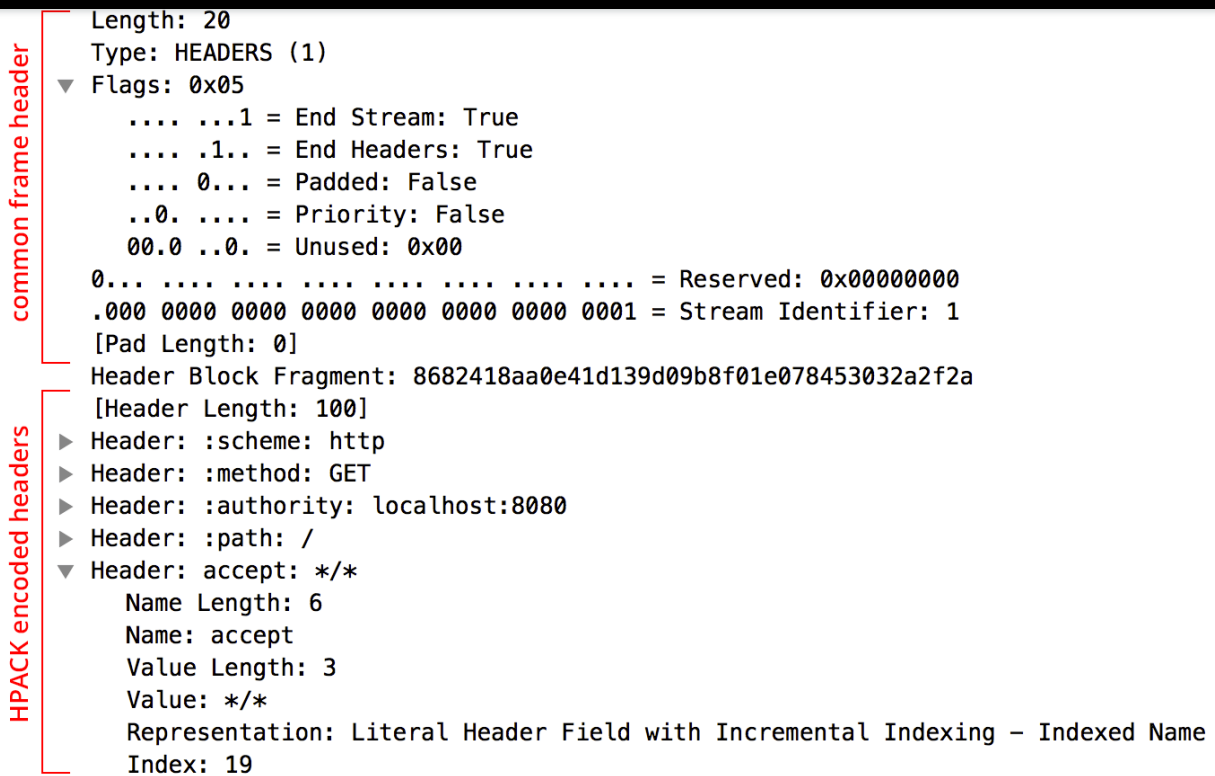 common frame header
Length: 20
Type: HEADERS (1)
Flags: 0x05
.... ...1 = End Stream: True
.... .1.. = End Headers: True
.... 0... = Padded: False
..0. .... = Priority: False
00.0 ..0. = Unused: 0x00
0... .... .... .... .... .... .... .... = Reserved: 0x00000000
.000 0000 0000 0000 0000 0000 0000 0001 = Stream Identifier: 1
[Pad Length: 0]
Header Block Fragment: 8682418aa0e41d139d09b8f01e078453032a2f2a
HPACK encoded headers
[Header Length: 100]
Header: :scheme: http
Header: :method: GET
Header: :authority: localhost:8080
Header: :path: /
Header: accept: */*
Name Length: 6
Name: accept
Value Length: 3
Value: */*
Representation: Literal Header Field with Incremental Indexing – Indexed Name
Index: 19